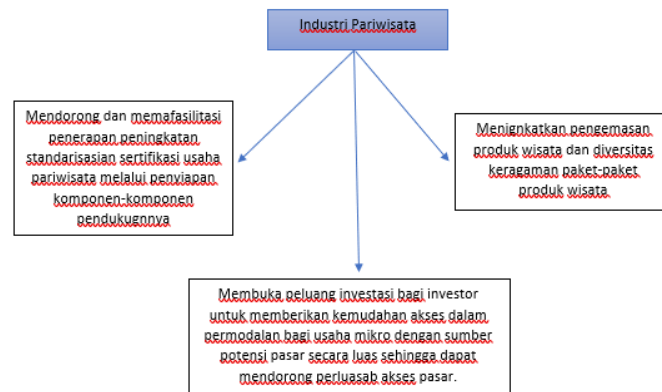 Industri Pariwisata
Mendorong dan memafasilitasi
penerapan peningkatan
standarisasian sertifikasi usaha
pariwisata melalui penyiapan
komponen-komponen
pendukugnnya
Menignkatkan pengemasan
produk wisata dan diversitas
keragaman paket-paket
produk wisata
Membuka peluang investasi bagi investor
untuk memberikan kemudahan akses dalam
permodalan bagi usaha mikro dengan sumber
potensi pasar secara luas sehingga dapat
mendorong perluasab akses pasar.